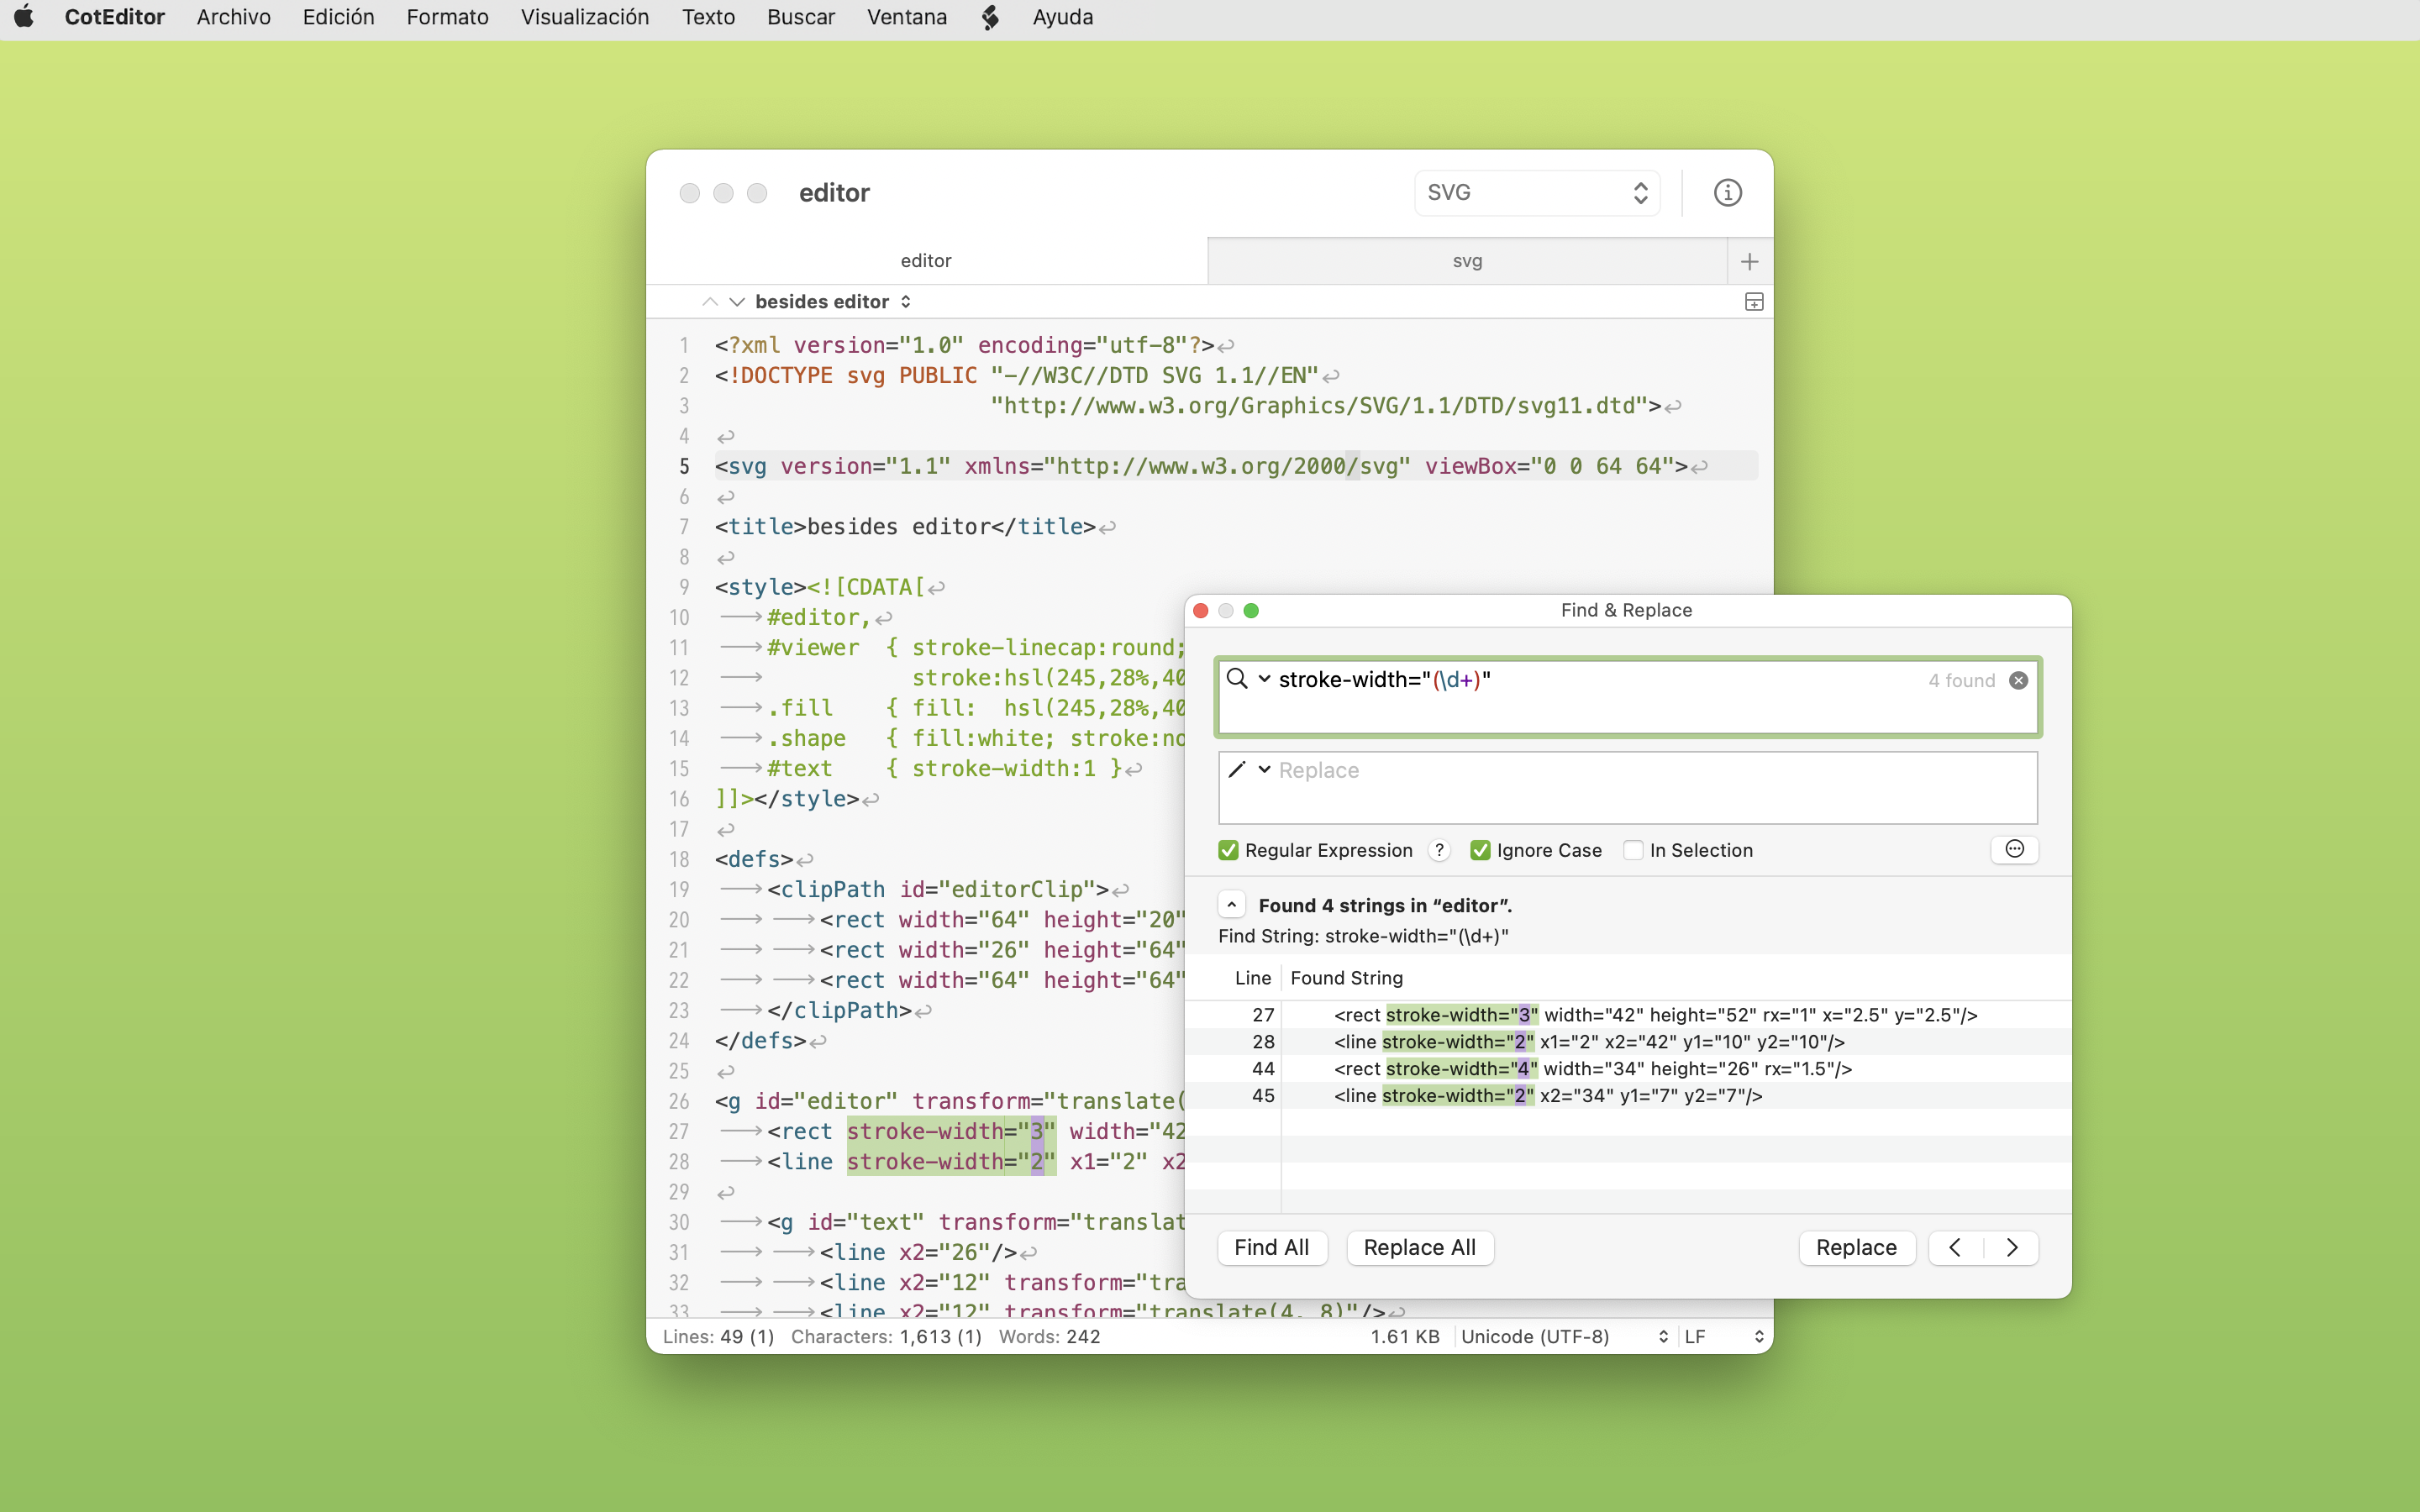 CotEditor Archivo Edición Formato Visualización Texto Buscar Ventana Ayuda
editor
SVG
editor
svg
besides editor
1 <?xml version="1.0" encoding="utf-8"?>↩
2 <!DOCTYPE svg PUBLIC "-//W3C//DTD SVG 1.1//EN"↩
3 "http://www.w3.org/Graphics/SVG/1.1/DTD/svg11.dtd">↩
4 ↩
5 <svg version="1.1" xmlns="http://www.w3.org/2000/svg" viewBox="0 0 64 64">↩
6 ↩
7 <title>besides editor</title>↩
8 ↩
9 <style><![CDATA[↩
10 #editor,↩
11 #viewer { stroke-linecap:round;
12 stroke:hsl(245,28%,40
13 .fill { fill: hsl(245,28%,40
14 .shape { fill:white; stroke:no
15 #text { stroke-width:1 }↩
16 ]]></style>↩
17 ↩
18 <defs>↩
19 <clipPath id="editorClip">↩
20 <rect width="64" height="20"
21 <rect width="26" height="64"
22 <rect width="64" height="64"
23 </clipPath>↩
24 </defs>↩
25 ↩
26 <g id="editor" transform="translate(
27 <rect stroke-width="3" width="42
28 <line stroke-width="2" x1="2" x2
29 ↩
30 <g id="text" transform="translat
31 <line x2="26"/>↩
32 <line x2="12" transform="tra
33 <line x2="12" transform="translate(4, 8)"/>↩
Lines: 49 (1) Characters: 1,613 (1) Words: 242
1.61 KB Unicode (UTF-8) LF
Find & Replace
stroke-width="(\d+)"
4 found
Replace
Regular Expression ? Ignore Case In Selection
Found 4 strings in “editor”.
Find String: stroke-width="(\d+)"
Line Found String
27 <rect stroke-width="3" width="42" height="52" rx="1" x="2.5" y="2.5"/>
28 <line stroke-width="2" x1="2" x2="42" y1="10" y2="10"/>
44 <rect stroke-width="4" width="34" height="26" rx="1.5"/>
45 <line stroke-width="2" x2="34" y1="7" y2="7"/>
Find All Replace All Replace